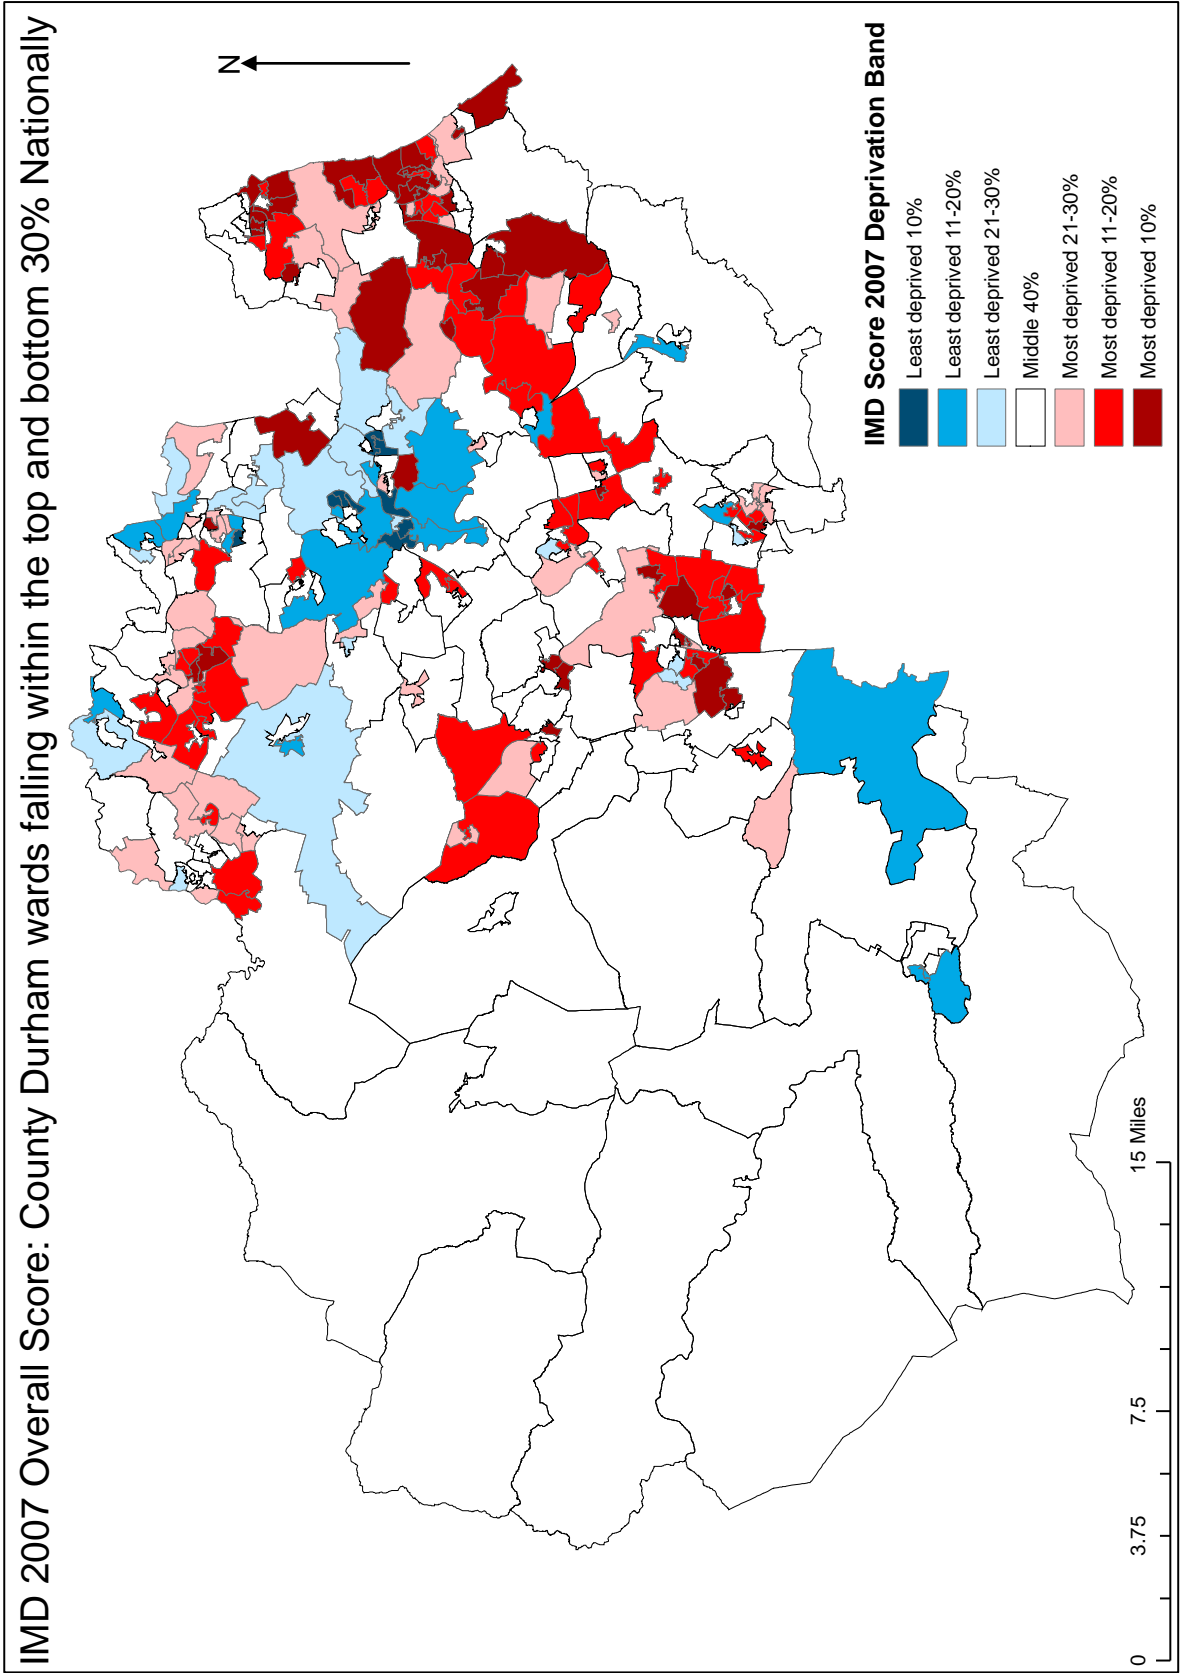 IMD 2007 Overall Score: County Durham wards falling within the top and bottom 30% Nationally
N
IMD Score 2007 Deprivation Band
Least deprived 10%
Least deprived 11-20%
Least deprived 21-30%
Middle 40%
Most deprived 21-30%
Most deprived 11-20%
Most deprived 10%
0 3.75 7.5 15 Miles